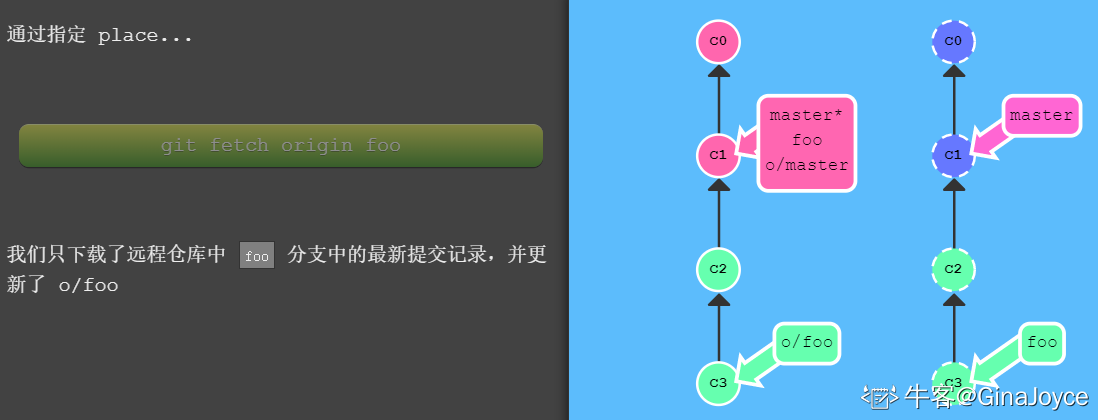 通过指定 place...
git fetch origin foo
我们只下载了远程仓库中 foo 分支中的最新提交记录，并更
新了 o/foo
C0
C0
master*
foo
o/master
master
C1
C1
C2
C2
o/foo
foo
C3
C3
牛客@GinaJoyce